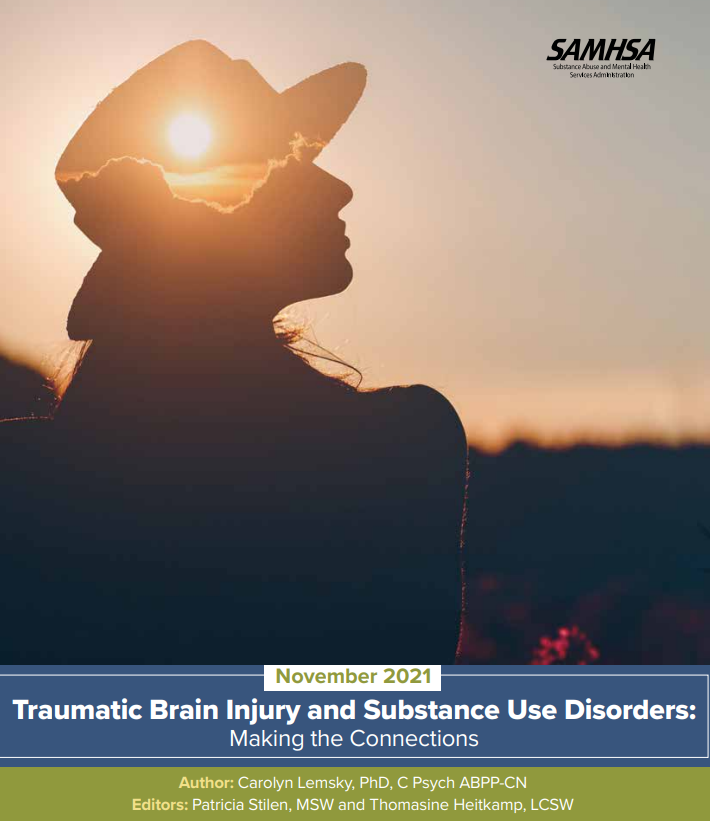 SAMHSA
Substance Abuse and Mental Health
Services Administration
November 2021
Traumatic Brain Injury and Substance Use Disorders:
Making the Connections
Author: Carolyn Lemsky, PhD, C Psych ABPP-CN
Editors: Patricia Stilen, MSW and Thomasine Heitkamp, LCSW